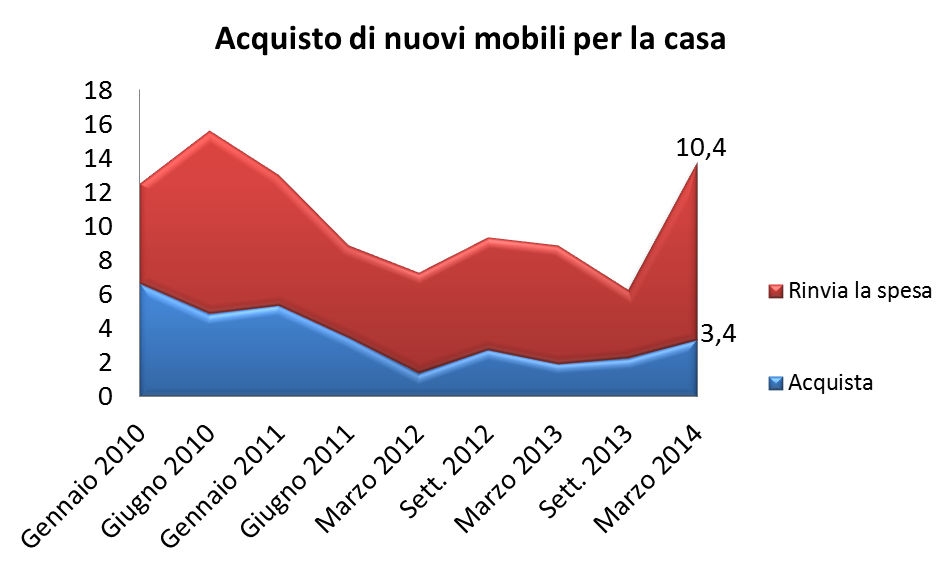 Acquisto di nuovi mobili per la casa
18
16
14
12
10
8
6
4
2
0
10,4
3,4
Rinvia la spesa
Acquista
Gennaio 2010
Giugno 2010
Gennaio 2011
Giugno 2011
Marzo 2012
Sett. 2012
Marzo 2013
Sett. 2013
Marzo 2014